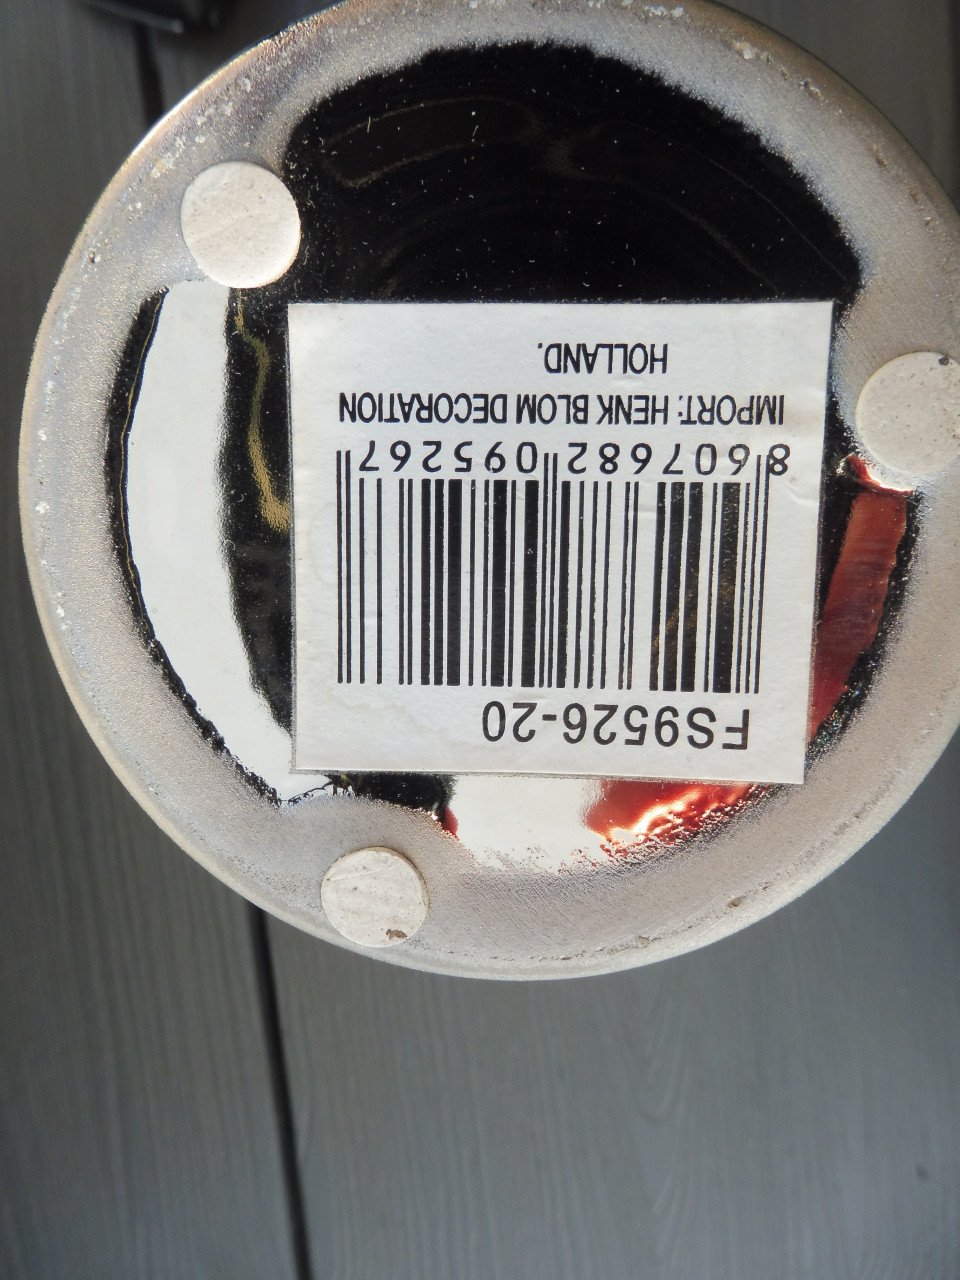 FS9526-20
8 607682 095267
IMPORT: HENK BLOM DECORATION
HOLLAND.